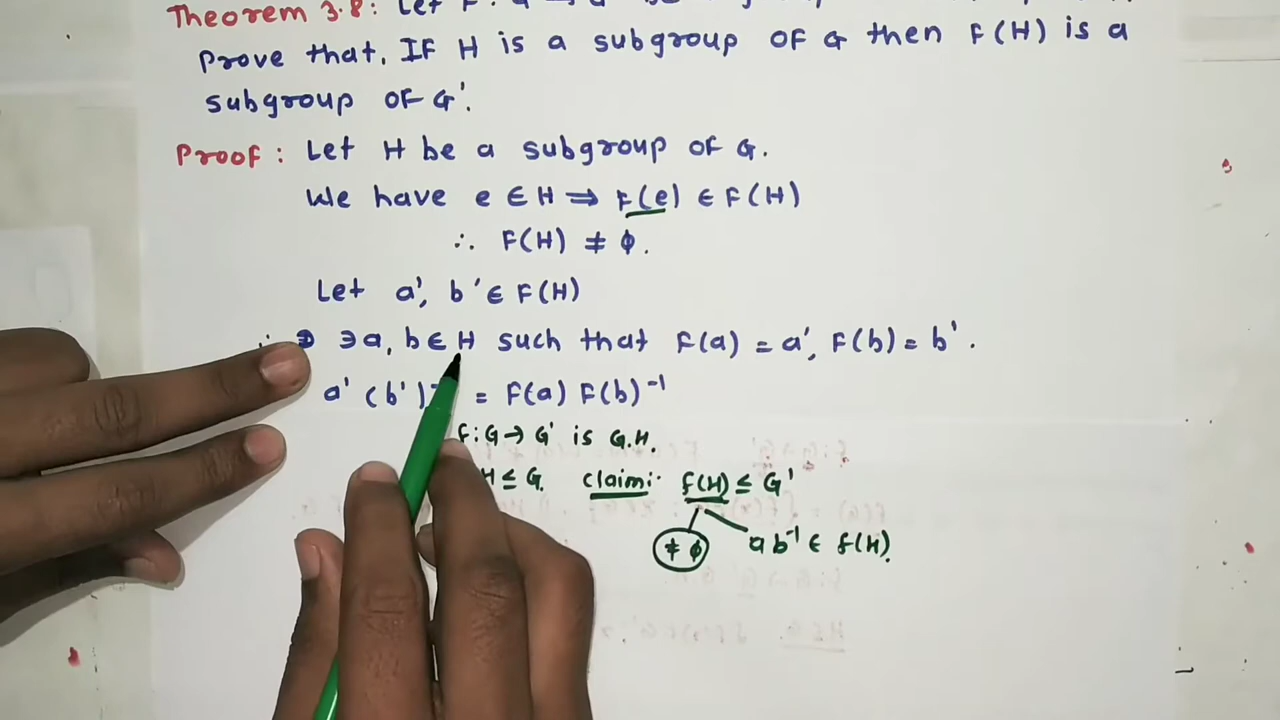 Theorem 3.8: Let F: G
Prove that, IF H is a subgroup OF G then F(H) is a
subgroup OF G'.
Proof: Let H be a subgroup OF G.
We have e ∈ H ⇒ F(e) ∈ F(H)
∴ F(H) ≠ ϕ.
Let a', b' ∈ F(H)
∃ a, b ∈ H such that F(a) = a', F(b) = b'.
a' (b') = F(a) F(b)⁻¹
f: G → G' is G.H.
H ≤ G. claim: f(H) ≤ G'
≠ ϕ ab⁻¹ ∈ f(H).